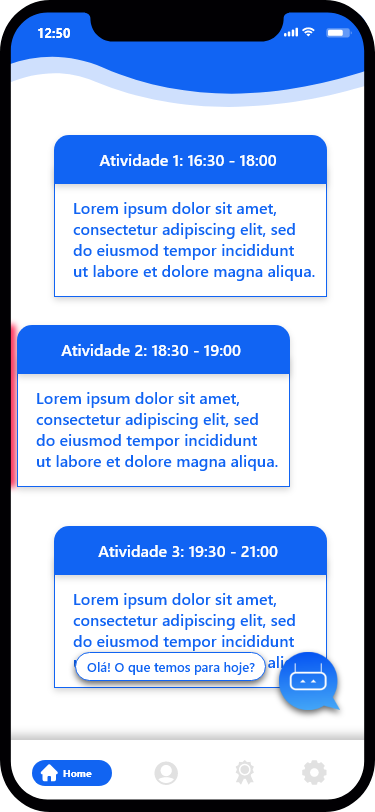 12:50
Atividade 1: 16:30 - 18:00
Lorem ipsum dolor sit amet,
consectetur adipiscing elit, sed
do eiusmod tempor incididunt
ut labore et dolore magna aliqua.
Atividade 2: 18:30 - 19:00
Lorem ipsum dolor sit amet,
consectetur adipiscing elit, sed
do eiusmod tempor incididunt
ut labore et dolore magna aliqua.
Atividade 3: 19:30 - 21:00
Lorem ipsum dolor sit amet,
consectetur adipiscing elit, sed
do eiusmod tempor incididunt
Olá! O que temos para hoje?
Home